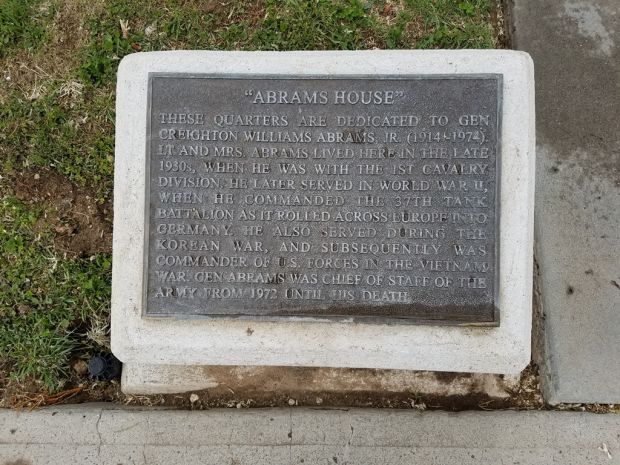 "ABRAMS HOUSE"
THESE QUARTERS ARE DEDICATED TO GEN
CREIGHTON WILLIAMS ABRAMS, JR. (1914-1974).
LT AND MRS. ABRAMS LIVED HERE IN THE LATE
1930s, WHEN HE WAS WITH THE 1ST CAVALRY
DIVISION. HE LATER SERVED IN WORLD WAR II,
WHEN HE COMMANDED THE 37TH TANK
BATTALION AS IT ROLLED ACROSS EUROPE INTO
GERMANY. HE ALSO SERVED DURING THE
KOREAN WAR, AND SUBSEQUENTLY WAS
COMMANDER OF U.S. FORCES IN THE VIETNAM
WAR. GEN ABRAMS WAS CHIEF OF STAFF OF THE
ARMY FROM 1972 UNTIL HIS DEATH.